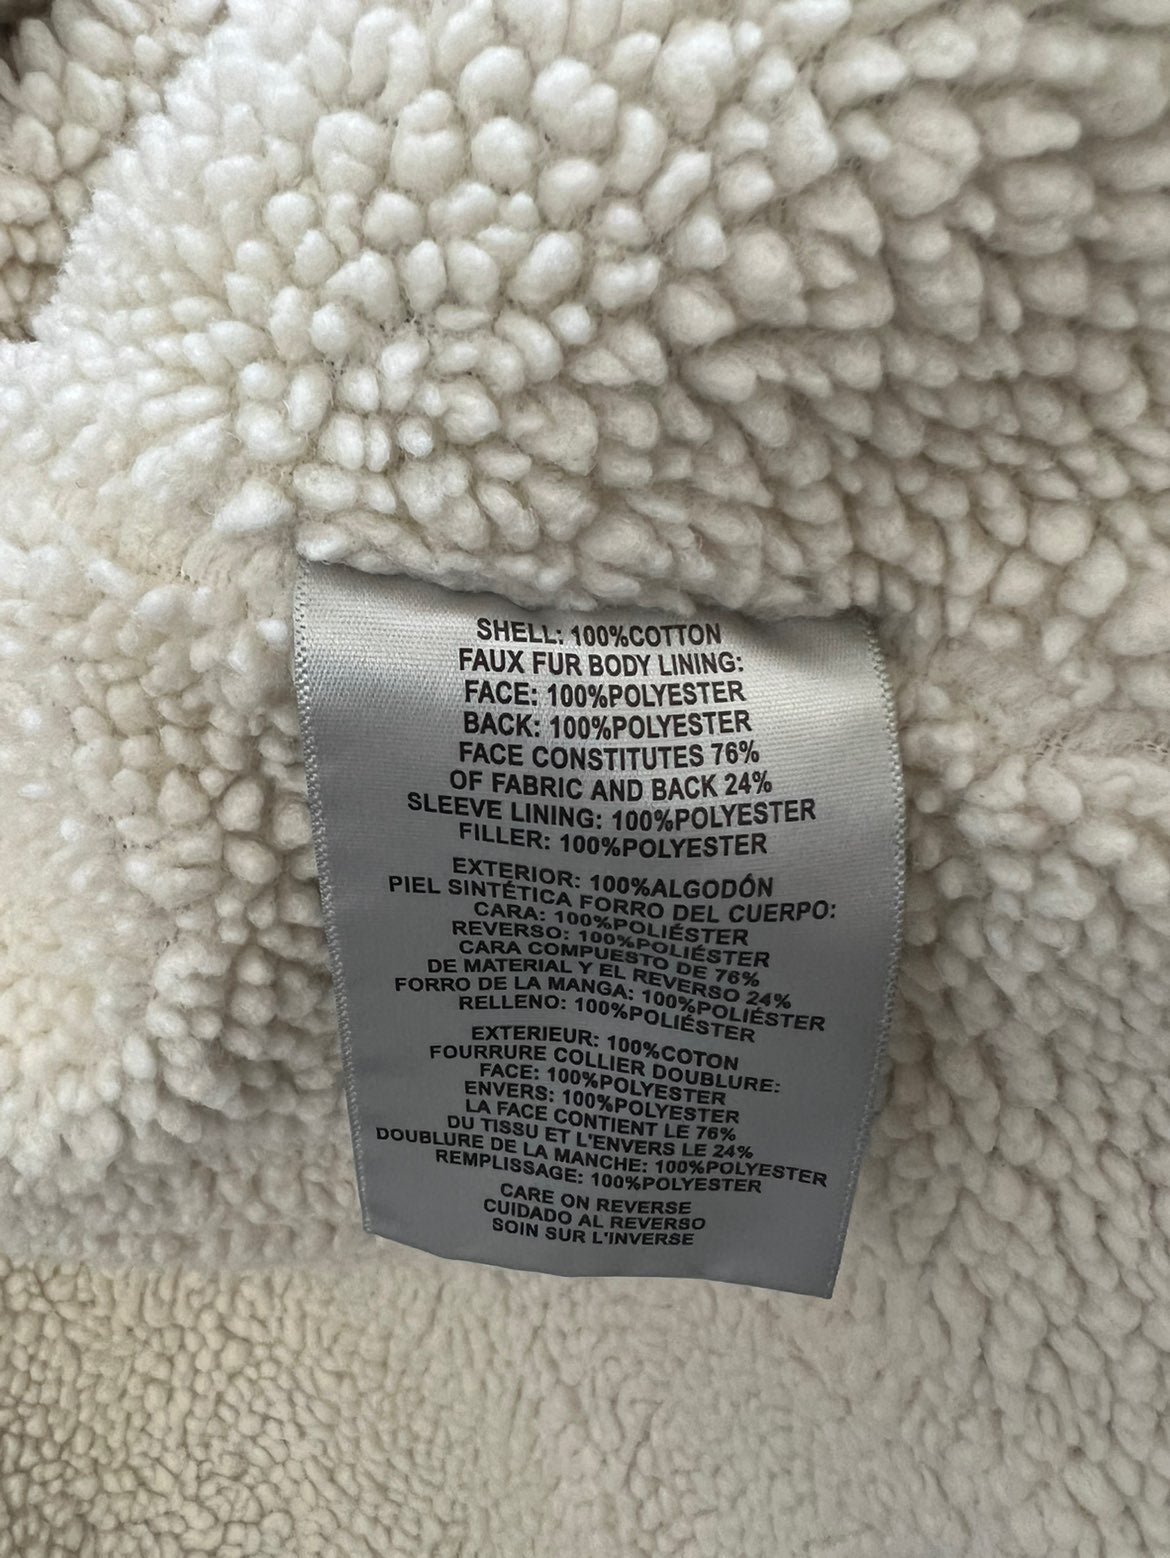 SHELL: 100%COTTON
FAUX FUR BODY LINING:
FACE: 100%POLYESTER
BACK: 100%POLYESTER
FACE CONSTITUTES 76%
OF FABRIC AND BACK 24%
SLEEVE LINING: 100%POLYESTER
FILLER: 100%POLYESTER
EXTERIOR: 100%ALGODÓN
PIEL SINTÉTICA FORRO DEL CUERPO:
CARA: 100%POLIÉSTER
REVERSO: 100%POLIÉSTER
CARA COMPUESTO DE 76%
DE MATERIAL Y EL REVERSO 24%
FORRO DE LA MANGA: 100%POLIÉSTER
RELLENO: 100%POLIÉSTER
EXTERIEUR: 100%COTON
FOURRURE COLLIER DOUBLURE:
FACE: 100%POLYESTER
ENVERS: 100%POLYESTER
LA FACE CONTIENT LE 76%
DU TISSU ET L'ENVERS LE 24%
DOUBLURE DE LA MANCHE: 100%POLYESTER
REMPLISSAGE: 100%POLYESTER
CARE ON REVERSE
CUIDADO AL REVERSO
SOIN SUR L'INVERSE